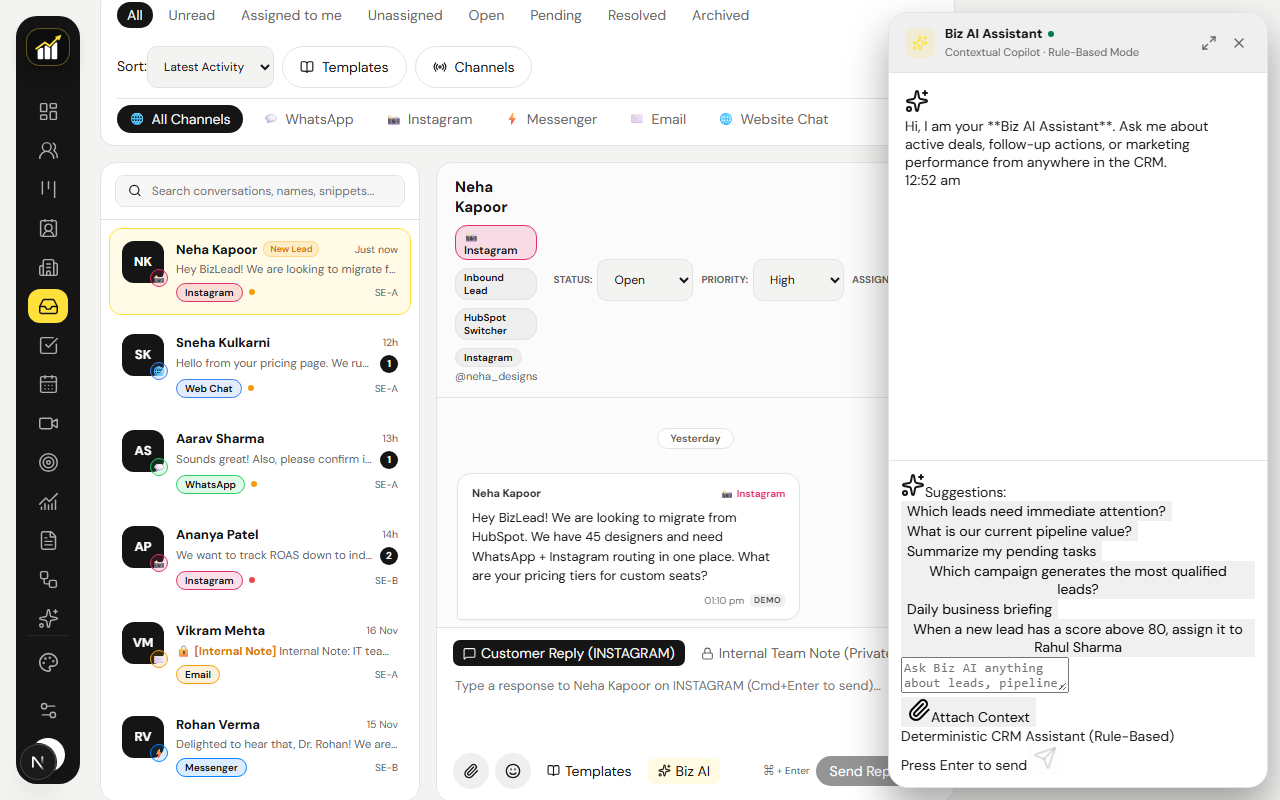 All
Unread
Assigned to me
Unassigned
Open
Pending
Resolved
Archived
Sort:
Latest Activity
Templates
Channels
All Channels
WhatsApp
Instagram
Messenger
Email
Website Chat
Search conversations, names, snippets...
NK
Neha Kapoor
New Lead
Just now
Hey BizLead! We are looking to migrate f...
Instagram
SE-A
SK
Sneha Kulkarni
12h
Hello from your pricing page. We ru...
1
Web Chat
SE-A
AS
Aarav Sharma
13h
Sounds great! Also, please confirm i...
1
WhatsApp
SE-A
AP
Ananya Patel
14h
We want to track ROAS down to ind...
2
Instagram
SE-B
VM
Vikram Mehta
16 Nov
[Internal Note] Internal Note: IT tea...
Email
SE-A
RV
Rohan Verma
15 Nov
Delighted to hear that, Dr. Rohan! We are...
Messenger
SE-B
N
Neha
Kapoor
Instagram
Inbound
Lead
HubSpot
Switcher
Instagram
@neha_designs
STATUS:
Open
PRIORITY:
High
ASSIGN
Yesterday
Neha Kapoor
Instagram
Hey BizLead! We are looking to migrate from
HubSpot. We have 45 designers and need
WhatsApp + Instagram routing in one place. What
are your pricing tiers for custom seats?
01:10 pm
DEMO
Customer Reply (INSTAGRAM)
Internal Team Note (Private
Type a response to Neha Kapoor on INSTAGRAM (Cmd+Enter to send)...
Templates
Biz AI
⌘ + Enter
Send Rep
Biz AI Assistant
Contextual Copilot · Rule-Based Mode
Hi, I am your **Biz AI Assistant**. Ask me about
active deals, follow-up actions, or marketing
performance from anywhere in the CRM.
12:52 am
Suggestions:
Which leads need immediate attention?
What is our current pipeline value?
Summarize my pending tasks
Which campaign generates the most qualified
leads?
Daily business briefing
When a new lead has a score above 80, assign it to
Rahul Sharma
Ask Biz AI anything
about leads, pipeline,
Attach Context
Deterministic CRM Assistant (Rule-Based)
Press Enter to send